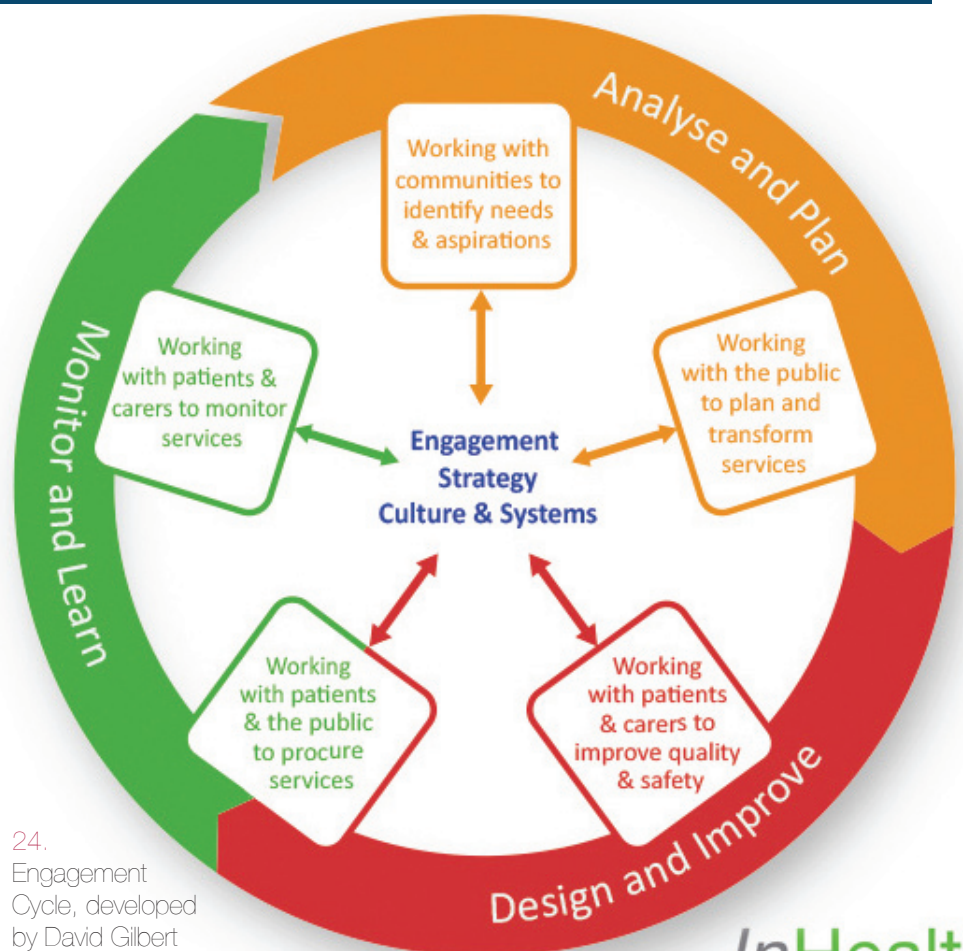 Analyse and Plan
Working with
communities to
identify needs
& aspirations
Working
with the public
to plan and
transform
services
Working
with patients
& carers to
improve quality
& safety
Design and Improve
Working
with patients
& the public
to procure
services
Working
with patients &
carers to monitor
services
Monitor and Learn
Engagement
Strategy
Culture & Systems
24.
Engagement
Cycle, developed
by David Gilbert